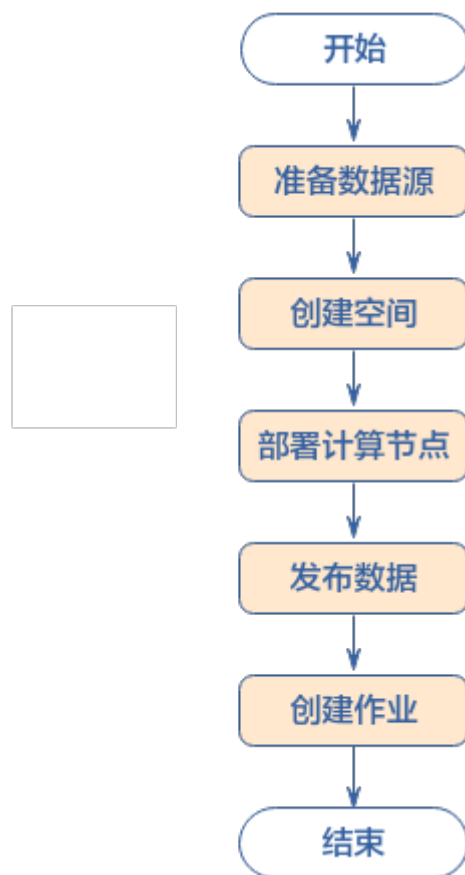 开始
准备数据源
创建空间
部署计算节点
发布数据
创建作业
结束